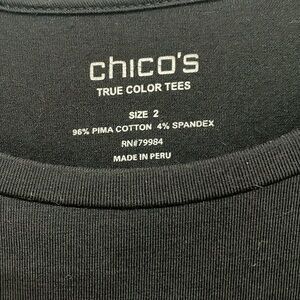 chico's
TRUE COLOR TEES
SIZE 2
96% PIMA COTTON 4% SPANDEX
RN#79984
MADE IN PERU